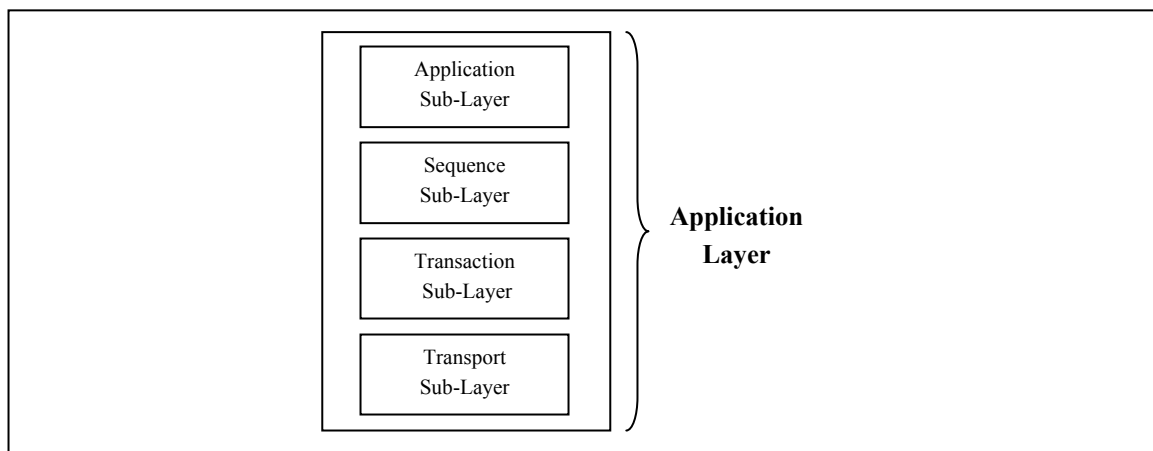 Application
Sub-Layer
Sequence
Sub-Layer
Transaction
Sub-Layer
Transport
Sub-Layer
Application
Layer